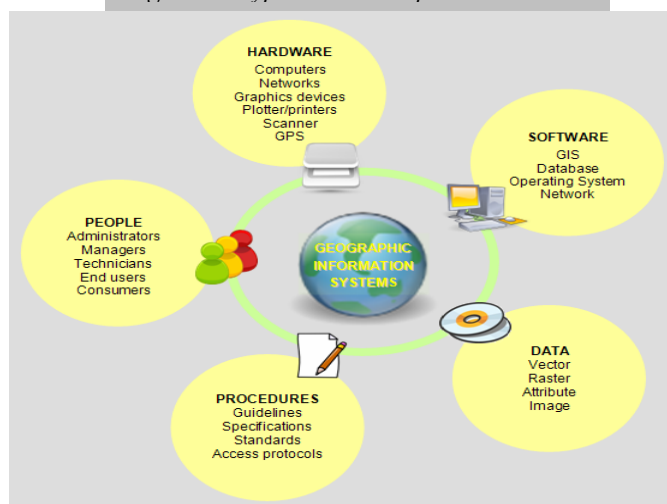 HARDWARE
Computers
Networks
Graphics devices
Plotter/printers
Scanner
GPS
SOFTWARE
GIS
Database
Operating System
Network
PEOPLE
Administrators
Managers
Technicians
End users
Consumers
GEOGRAPHIC
INFORMATION
SYSTEMS
DATA
Vector
Raster
Attribute
Image
PROCEDURES
Guidelines
Specifications
Standards
Access protocols